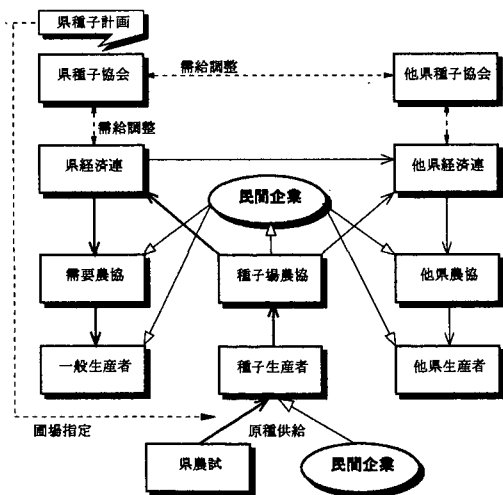 県種子計画
県種子協会
需給調整
他県種子協会
需給調整
県経済連
他県経済連
民間企業
需要農協
種子場農協
他県農協
一般生産者
種子生産者
他県生産者
圃場指定
原種供給
県農試
民間企業